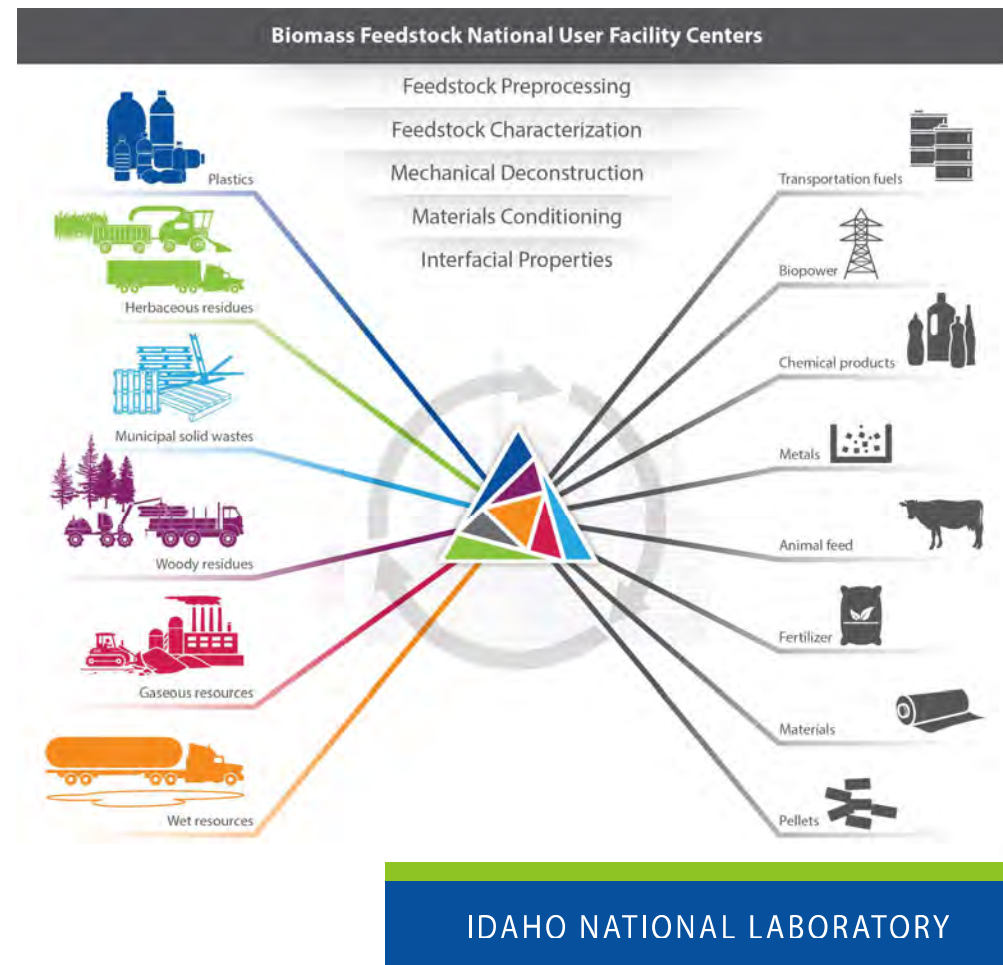 Biomass Feedstock National User Facility Centers
Feedstock Preprocessing
Feedstock Characterization
Mechanical Deconstruction
Materials Conditioning
Interfacial Properties
Plastics
Herbaceous residues
Municipal solid wastes
Woody residues
Gaseous resources
Wet resources
Transportation fuels
Biopower
Chemical products
Metals
Animal feed
Fertilizer
Materials
Pellets
IDAHO NATIONAL LABORATORY